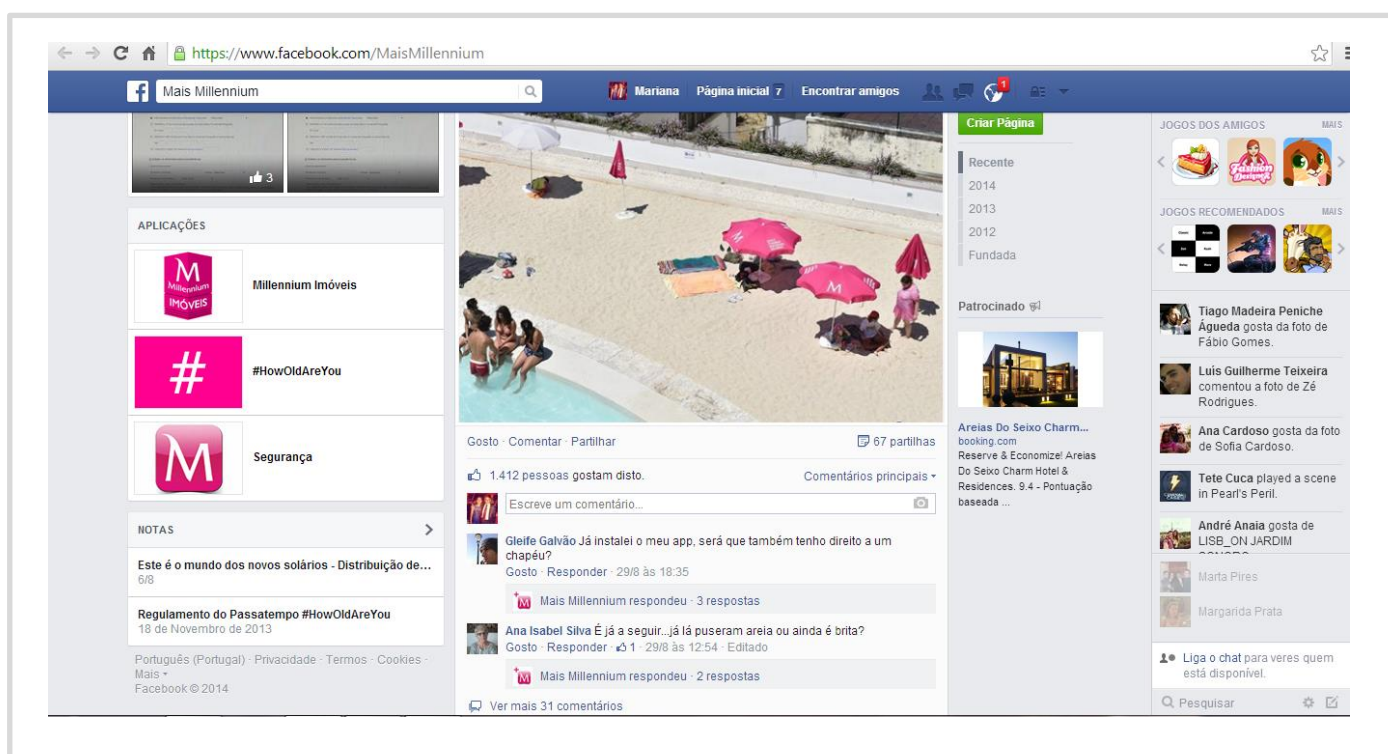 https://www.facebook.com/MaisMillennium
Mais Millennium
Mariana
Página inicial 7
Encontrar amigos
1
3
APLICAÇÕES
M
Millennium
IMÓVEIS
Millennium Imóveis
#
#HowOldAreYou
M
Segurança
NOTAS
Este é o mundo dos novos solários - Distribuição de...
6/8
Regulamento do Passatempo #HowOldAreYou
18 de Novembro de 2013
Português (Portugal) · Privacidade · Termos · Cookies ·
Mais
Facebook © 2014
M
Gosto · Comentar · Partilhar
67 partilhas
1.412 pessoas gostam disto.
Comentários principais
Escreve um comentário...
Gleife Galvão Já instalei o meu app, será que também tenho direito a um
chapéu?
Gosto · Responder · 29/8 às 18:35
Mais Millennium respondeu · 3 respostas
Ana Isabel Silva É já a seguir...já lá puseram areia ou ainda é brita?
Gosto · Responder · 1 · 29/8 às 12:54 · Editado
Mais Millennium respondeu · 2 respostas
Ver mais 31 comentários
Criar Página
Recente
2014
2013
2012
Fundada
Patrocinado
Areias Do Seixo Charm...
booking.com
Reserve & Economize! Areias
Do Seixo Charm Hotel &
Residences. 9.4 - Pontuação
baseada ...
JOGOS DOS AMIGOS
MAIS
Fashion
Designer
JOGOS RECOMENDADOS
MAIS
Tiago Madeira Peniche
Águeda gosta da foto de
Fábio Gomes.
Luís Guilherme Teixeira
comentou a foto de Zé
Rodrigues.
Ana Cardoso gosta da foto
de Sofia Cardoso.
Tete Cuca played a scene
in Pearl's Peril.
André Anaia gosta de
LISB_ON JARDIM
Marta Pires
Margarida Prata
Liga o chat para veres quem
está disponível.
Pesquisar